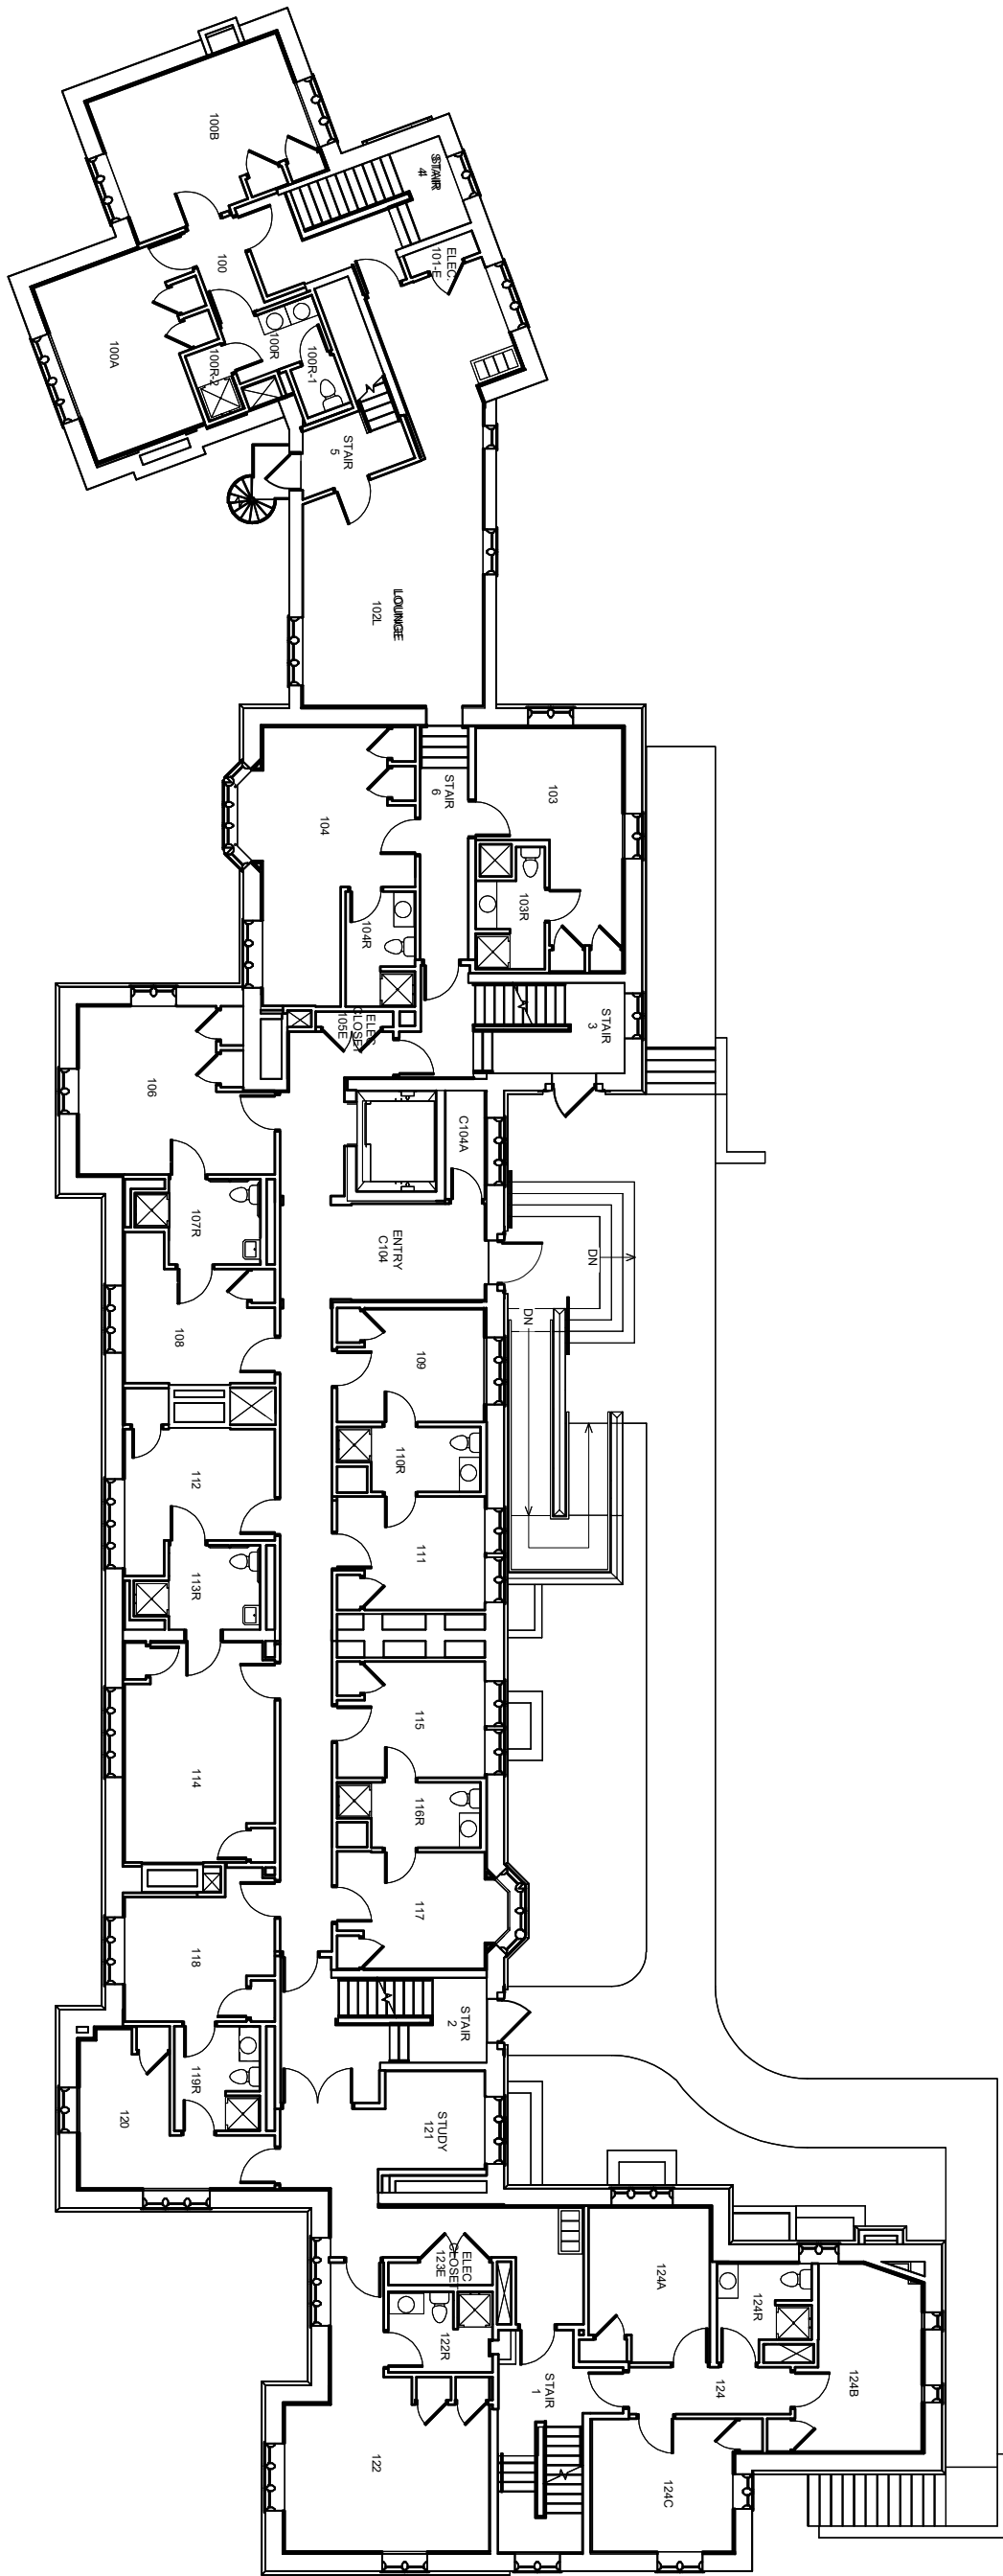 100B
STAIR
4
ELEC.
101-E
100
100R
100R-1
100R-2
100A
STAIR
5
LOUNGE
102L
103
STAIR
6
104
103R
104R
STAIR
3
ELEC
CLOSET
105E
106
C104A
107R
ENTRY
C104
DN
DN
108
109
110R
112
111
113R
115
114
116R
117
118
STAIR
2
119R
120
STUDY
121
ELEC
CLOSET
123E
124A
124R
122R
STAIR
1
124
124B
122
124C